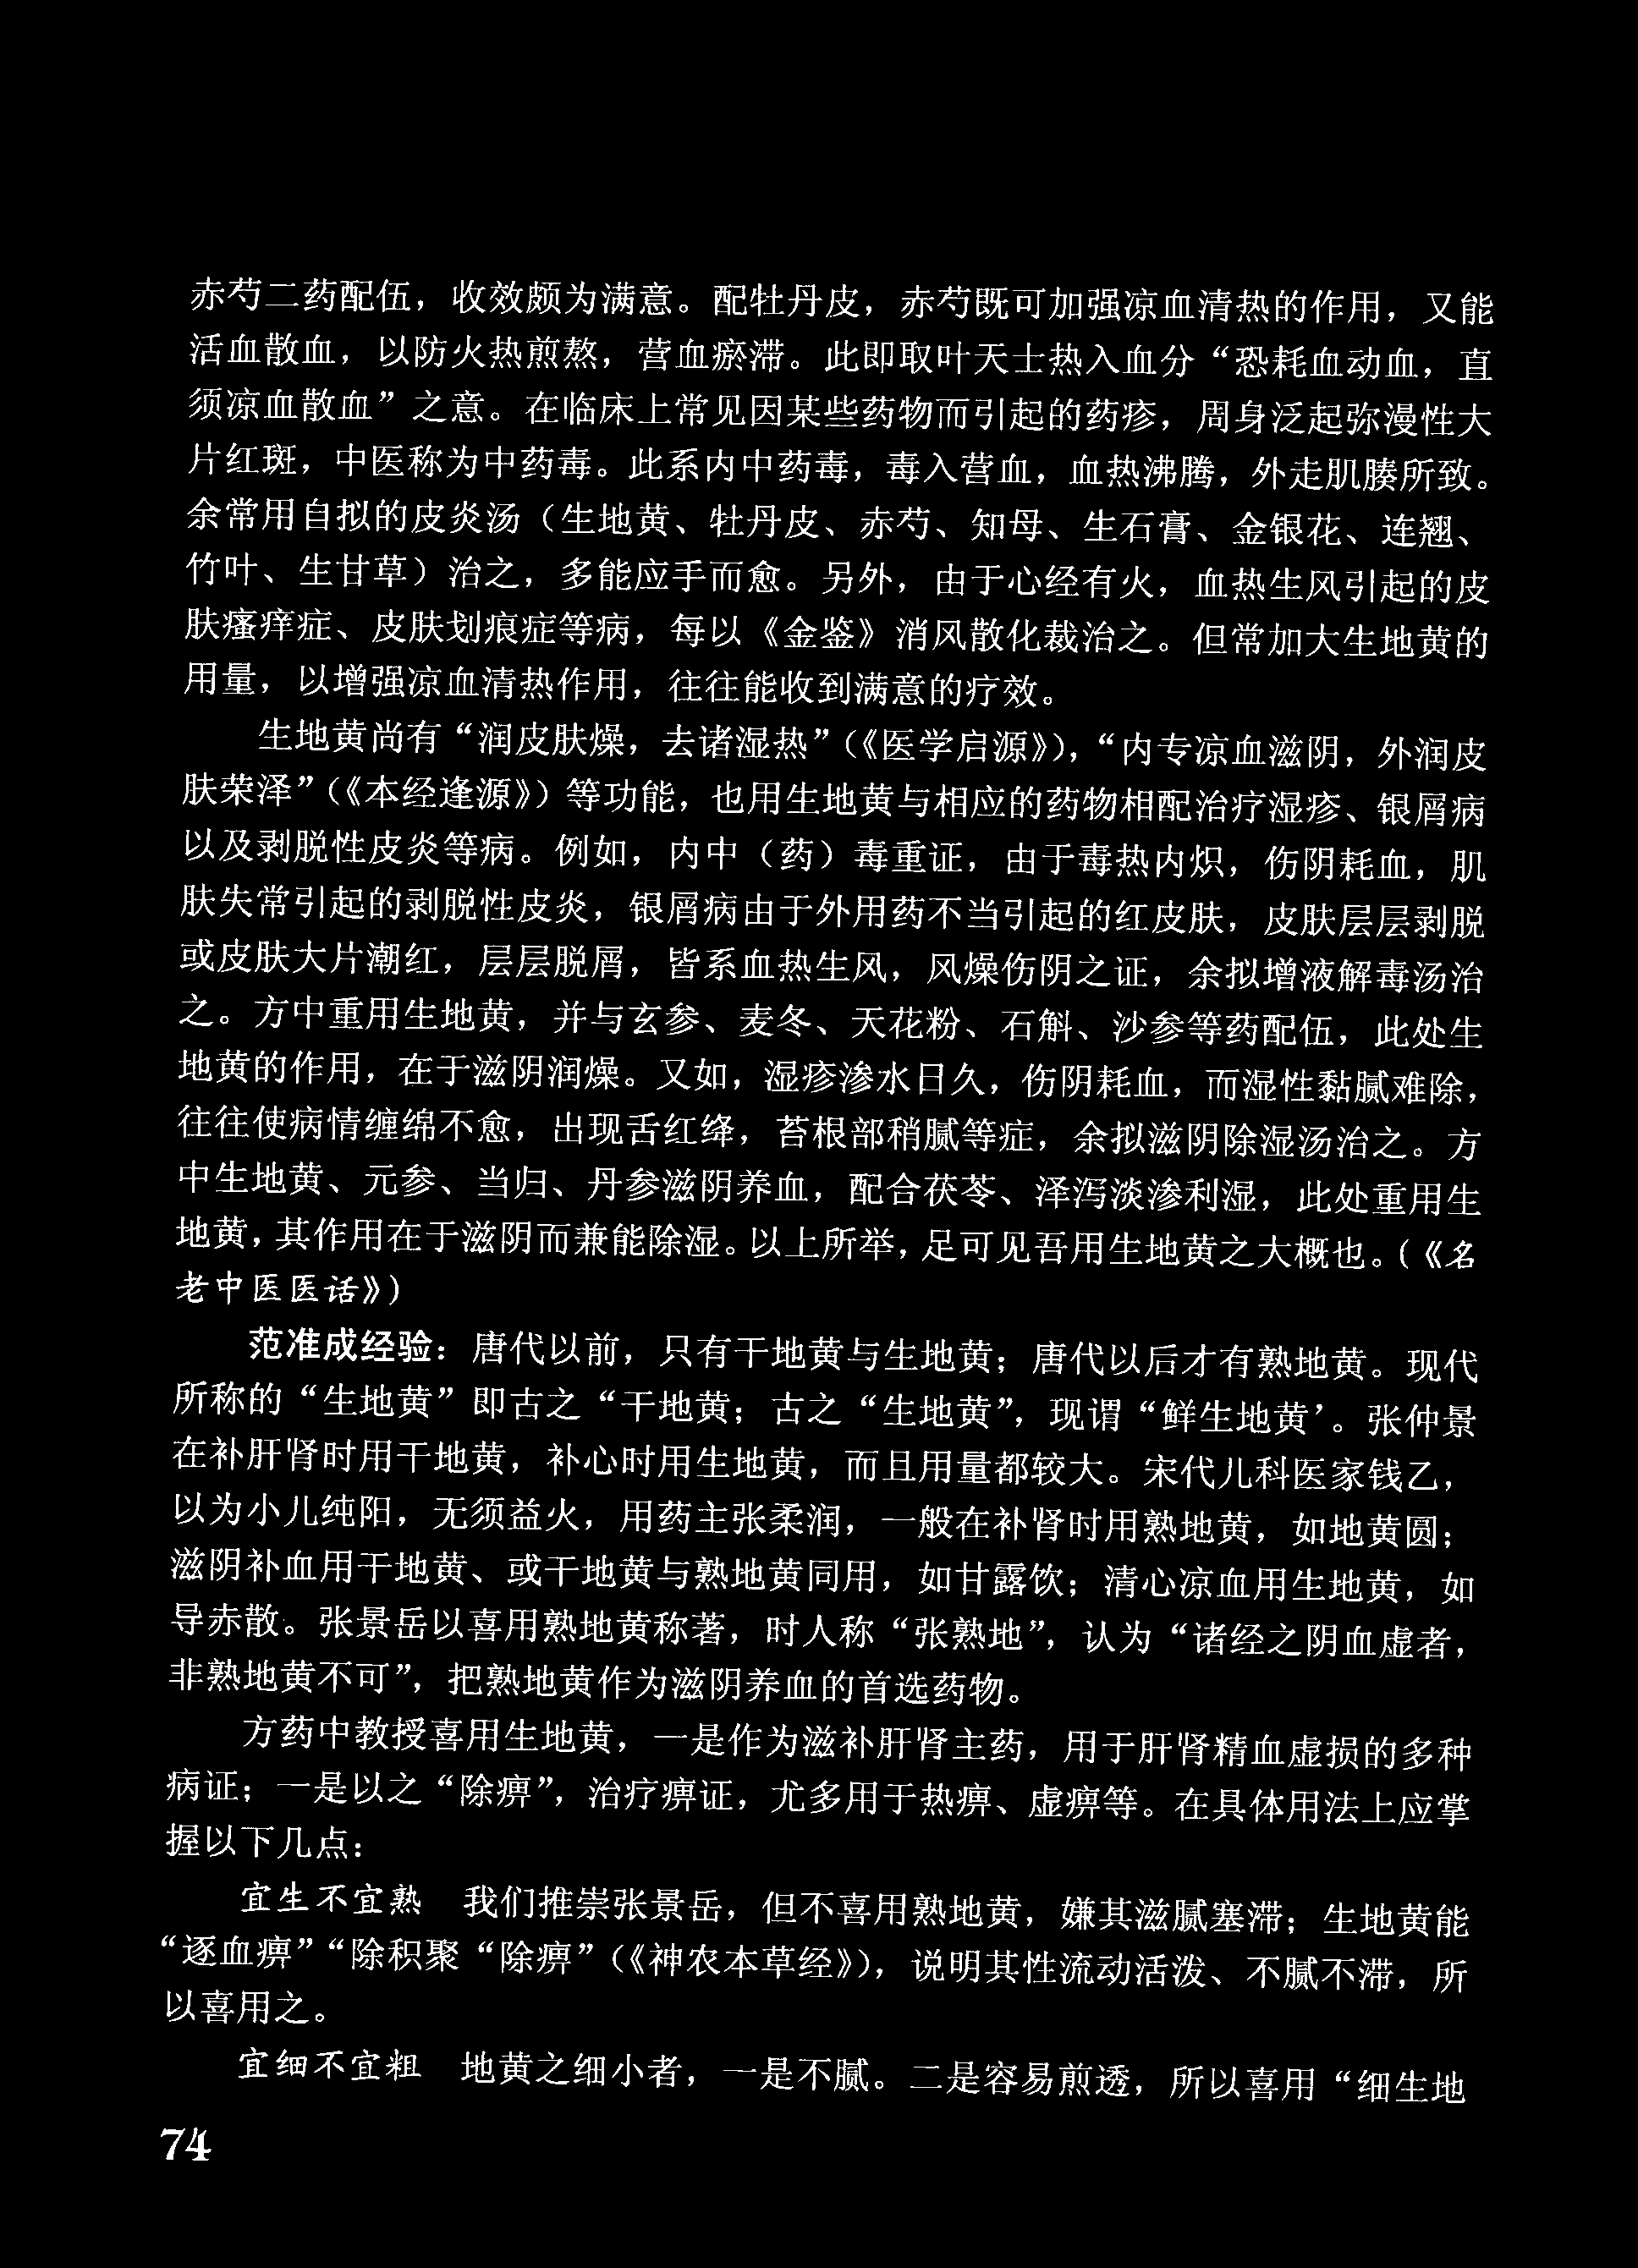 赤芍二药配伍，收效颇为满意。配牡丹皮，赤芍既可加强凉血清热的作用，又能
活血散血，以防火热煎熬，营血瘀滞。此即取叶天士热入血分“恐耗血动血，直
须凉血散血”之意。在临床上常见因某些药物而引起的药疹，周身泛起弥漫性大
片红斑，中医称为中药毒。此系内中药毒，毒入营血，血热沸腾，外走肌腠所致。
余常用自拟的皮炎汤（生地黄、牡丹皮、赤芍、知母、生石膏、金银花、连翘、
竹叶、生甘草）治之，多能应手而愈。另外，由于心经有火，血热生风引起的皮
肤瘙痒症、皮肤划痕症等病，每以《金鉴》消风散化裁治之。但常加大生地黄的
用量，以增强凉血清热作用，往往能收到满意的疗效。
生地黄尚有“润皮肤燥，去诸湿热”（《医学启源》），“内专凉血滋阴，外润皮
肤荣泽”（《本经逢源》）等功能，也用生地黄与相应的药物相配治疗湿疹、银屑病
以及剥脱性皮炎等病。例如，内中（药）毒重证，由于毒热内炽，伤阴耗血，肌
肤失常引起的剥脱性皮炎，银屑病由于外用药不当引起的红皮肤，皮肤层层剥脱
或皮肤大片潮红，层层脱屑，皆系血热生风，风燥伤阴之证，余拟增液解毒汤治
之。方中重用生地黄，并与玄参、麦冬、天花粉、石斛、沙参等药配伍，此处生
地黄的作用，在于滋阴润燥。又如，湿疹渗水日久，伤阴耗血，而湿性黏腻难除，
往往使病情缠绵不愈，出现舌红绛，苔根部稍腻等症，余拟滋阴除湿汤治之。方
中生地黄、元参、当归、丹参滋阴养血，配合茯苓、泽泻淡渗利湿，此处重用生
地黄，其作用在于滋阴而兼能除湿。以上所举，足可见吾用生地黄之大概也。（《名
老中医医话》）
范准成经验：唐代以前，只有干地黄与生地黄；唐代以后才有熟地黄。现代
所称的“生地黄”即古之“干地黄；古之“生地黄”，现谓“鲜生地黄’。张仲景
在补肝肾时用干地黄，补心时用生地黄，而且用量都较大。宋代儿科医家钱乙，
以为小儿纯阳，无须益火，用药主张柔润，一般在补肾时用熟地黄，如地黄圆；
滋阴补血用干地黄、或干地黄与熟地黄同用，如甘露饮；清心凉血用生地黄，如
导赤散。张景岳以喜用熟地黄称著，时人称“张熟地”，认为“诸经之阴血虚者，
非熟地黄不可”，把熟地黄作为滋阴养血的首选药物。
方药中教授喜用生地黄，一是作为滋补肝肾主药，用于肝肾精血虚损的多种
病证；一是以之“除痹”，治疗痹证，尤多用于热痹、虚痹等。在具体用法上应掌
握以下几点：
宜生不宜熟　我们推崇张景岳，但不喜用熟地黄，嫌其滋腻塞滞；生地黄能
“逐血痹”“除积聚“除痹”（《神农本草经》），说明其性流动活泼、不腻不滞，所
以喜用之。
宜细不宜粗　地黄之细小者，一是不腻。二是容易煎透，所以喜用“细生地
74